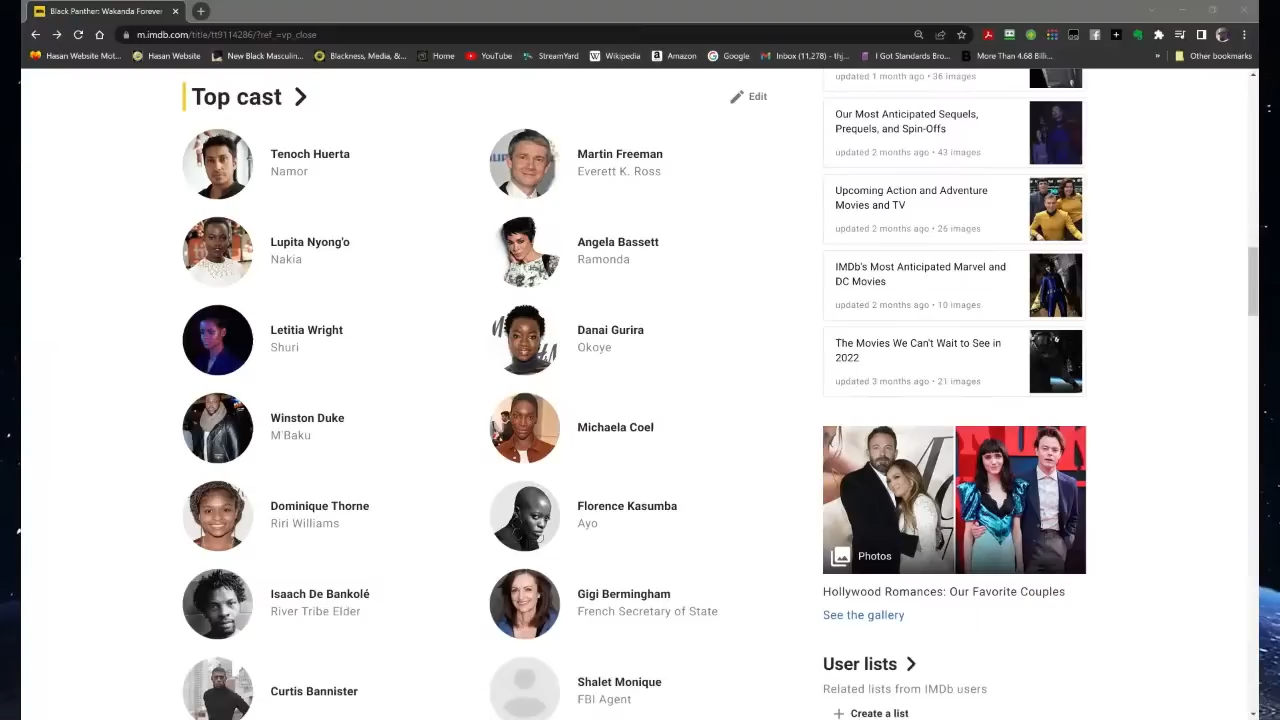 Black Panther: Wakanda Forever
m.imdb.com/title/tt9114286/?ref_=vp_close
Hasan Website Mot...
Hasan Website
New Black Masculin...
Blackness, Media, &...
Home
YouTube
StreamYard
Wikipedia
Amazon
Google
Inbox (11,278) - thj...
I Got Standards Bro...
More Than 4.68 Billi...
»
Other bookmarks
Top cast
Edit
Tenoch Huerta
Namor
Martin Freeman
Everett K. Ross
Lupita Nyong'o
Nakia
Angela Bassett
Ramonda
Letitia Wright
Shuri
Danai Gurira
Okoye
Winston Duke
M'Baku
Michaela Coel
Dominique Thorne
Riri Williams
Florence Kasumba
Ayo
Isaach De Bankolé
River Tribe Elder
Gigi Bermingham
French Secretary of State
Curtis Bannister
Shalet Monique
FBI Agent
updated 1 month ago • 36 images
Our Most Anticipated Sequels,
Prequels, and Spin-Offs
updated 2 months ago • 43 images
Upcoming Action and Adventure
Movies and TV
updated 2 months ago • 26 images
IMDb's Most Anticipated Marvel and
DC Movies
updated 2 months ago • 10 images
The Movies We Can't Wait to See in
2022
updated 3 months ago • 21 images
Photos
Hollywood Romances: Our Favorite Couples
See the gallery
User lists
Related lists from IMDb users
Create a list